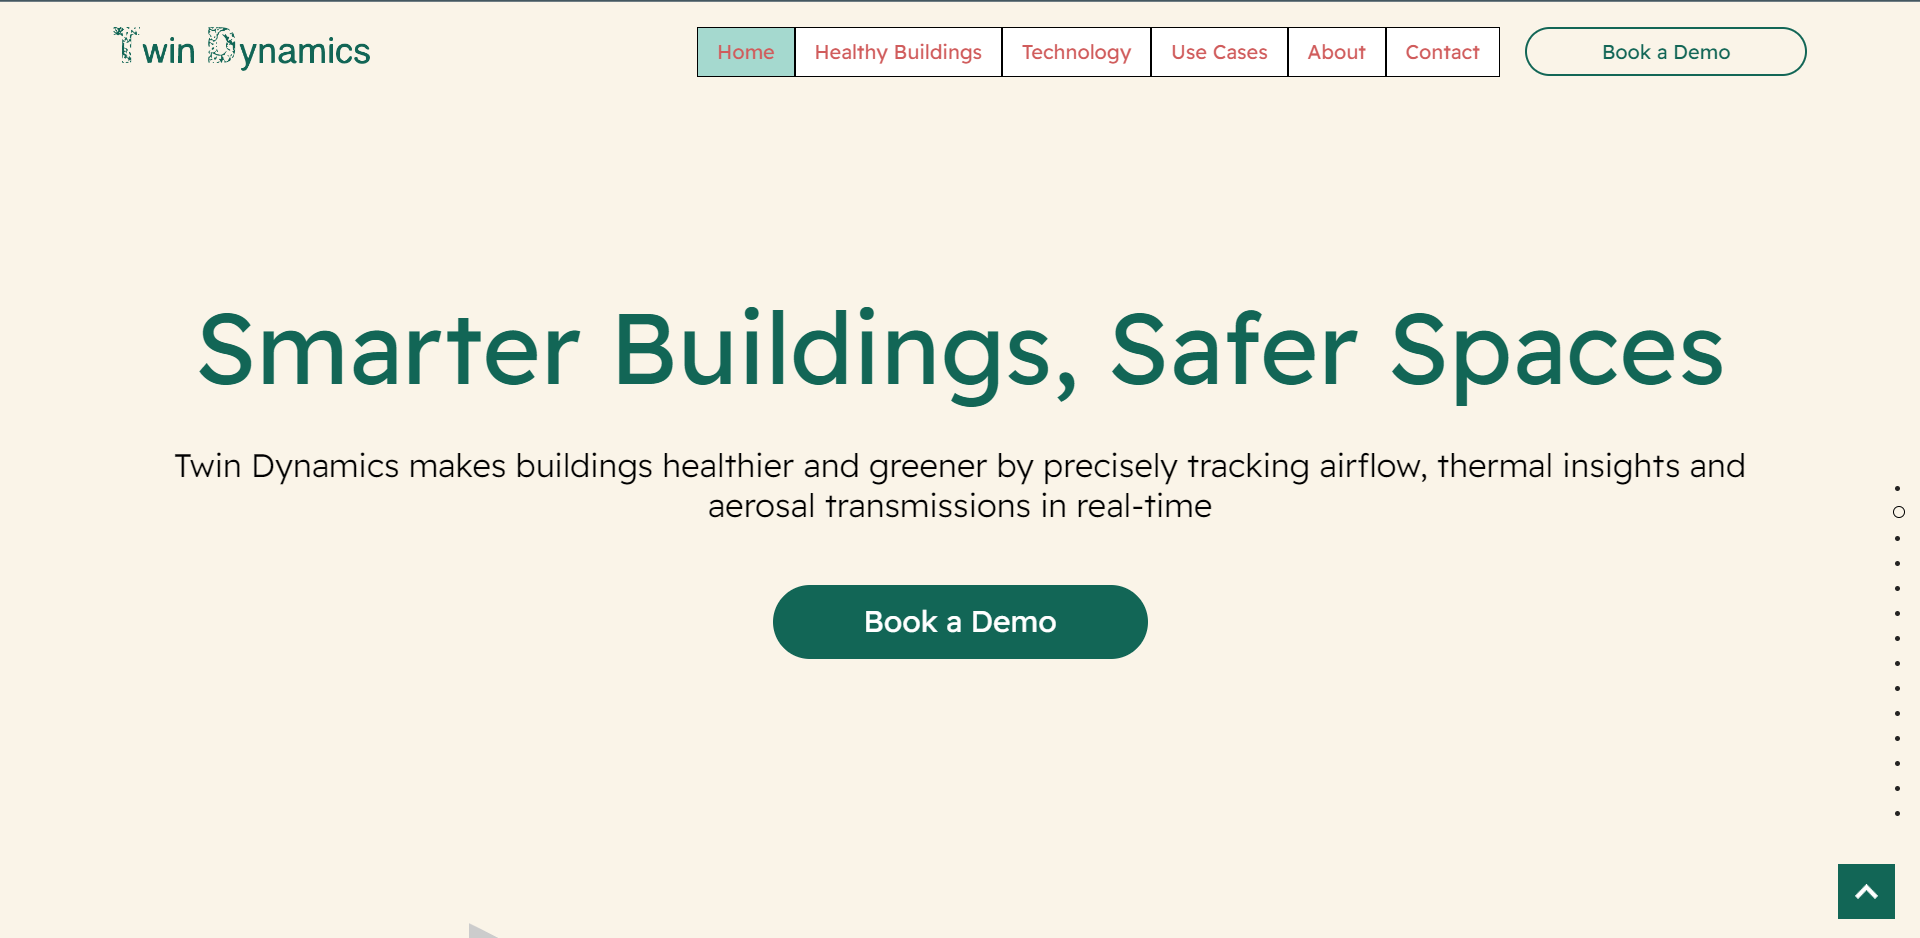 Twin Dynamics
Home
Healthy Buildings
Technology
Use Cases
About
Contact
Book a Demo
Smarter Buildings, Safer Spaces
Twin Dynamics makes buildings healthier and greener by precisely tracking airflow, thermal insights and
aerosal transmissions in real-time
Book a Demo